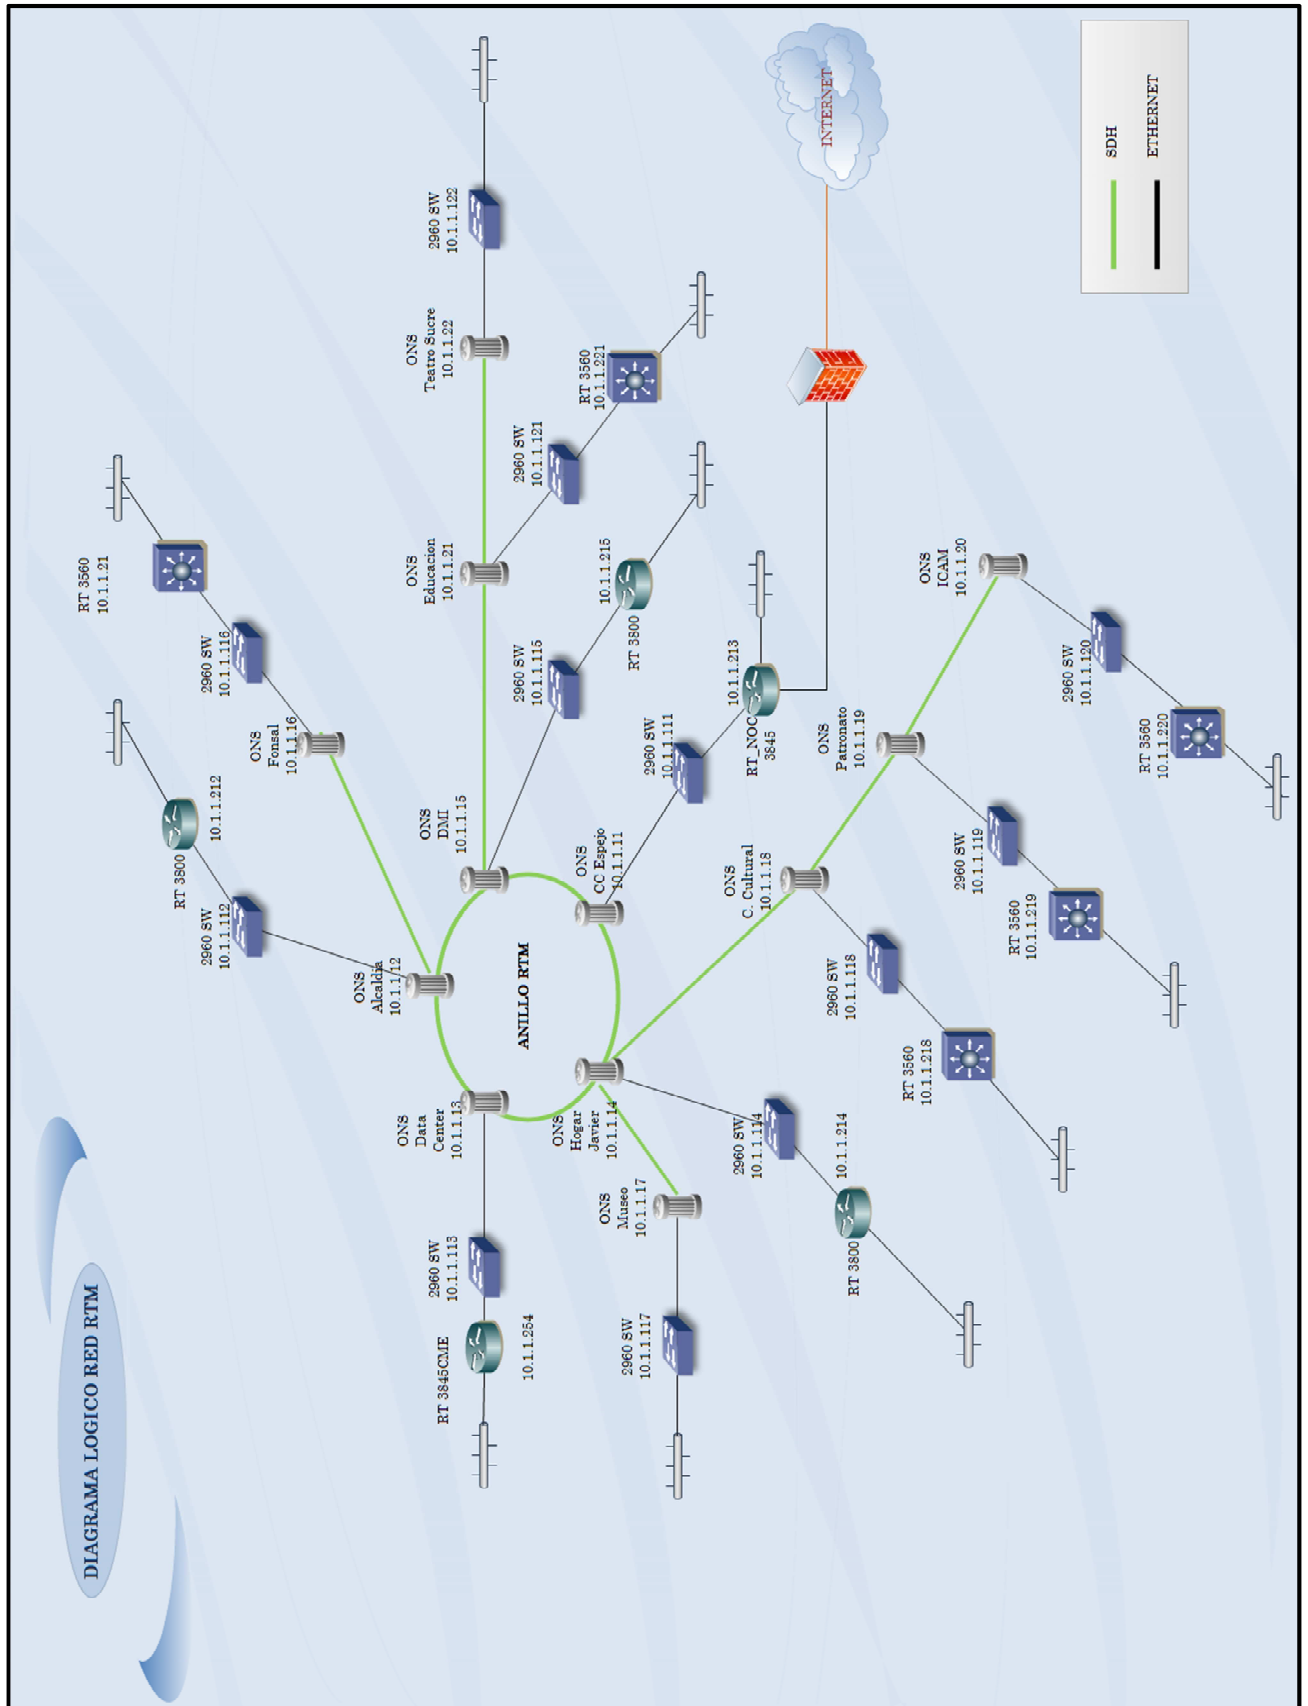 DIAGRAMA LOGICO RED RTM
RT 3800
10.1.1.212
2960 SW
10.1.1.112
RT 3560
10.1.1.21
2960 SW
10.1.1.116
ONS
Fonsal
10.1.1.16
ONS
Alcaldia
10.1.1.12
ONS
Data
Center
10.1.1.13
2960 SW
10.1.1.113
RT 3845CME
10.1.1.254
ONS
DMI
10.1.1.15
ONS
Educacion
10.1.1.21
ONS
Teatro Sucre
10.1.1.22
2960 SW
10.1.1.122
2960 SW
10.1.1.121
RT 3560
10.1.1.221
2960 SW
10.1.1.115
10.1.1.215
RT 3800
ANILLO RTM
ONS
CC Espejo
10.1.1.11
2960 SW
10.1.1.111
10.1.1.213
RT_NOC
3845
INTERNET
ONS
Hogar
Javier
10.1.1.14
ONS
Museo
10.1.1.17
2960 SW
10.1.1.117
2960 SW
10.1.1.114
10.1.1.214
RT 3800
ONS
C. Cultural
10.1.1.18
2960 SW
10.1.1.118
RT 3560
10.1.1.218
ONS
Patronato
10.1.1.19
2960 SW
10.1.1.119
RT 3560
10.1.1.219
ONS
ICAM
10.1.1.20
2960 SW
10.1.1.120
RT 3560
10.1.1.220
SDH
ETHERNET